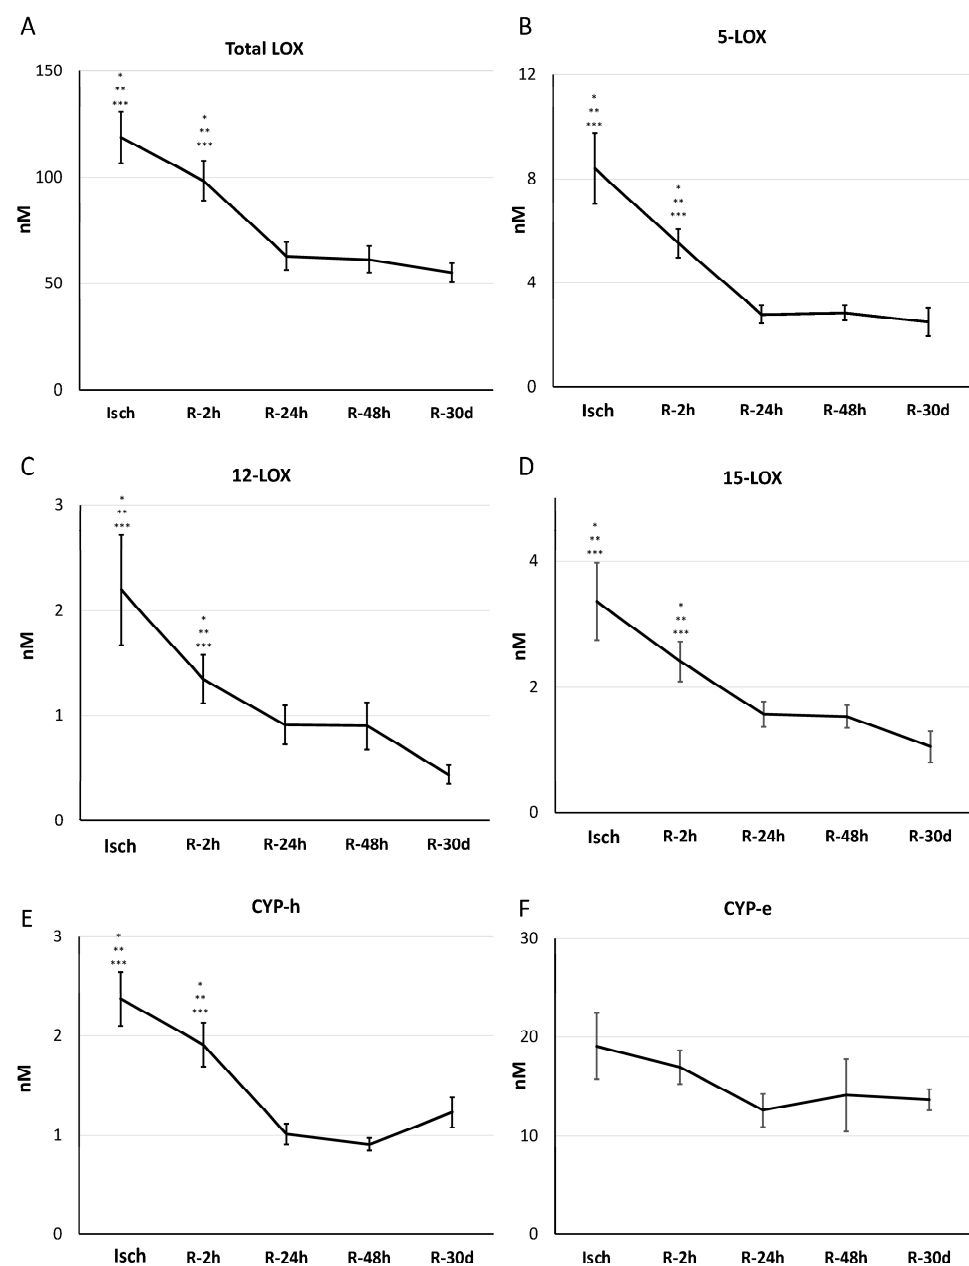 A
Total LOX
150
100
50
0
nM
*
**
***
*
**
***
Isch R-2h R-24h R-48h R-30d
B
5-LOX
12
8
4
0
nM
*
**
***
*
**
***
Isch R-2h R-24h R-48h R-30d
C
12-LOX
3
2
1
0
nM
*
**
***
*
**
***
Isch R-2h R-24h R-48h R-30d
D
15-LOX
4
2
0
nM
*
**
***
*
**
***
Isch R-2h R-24h R-48h R-30d
E
CYP-h
3
2
1
0
nM
*
**
***
*
**
***
Isch R-2h R-24h R-48h R-30d
F
CYP-e
30
20
10
0
nM
Isch R-2h R-24h R-48h R-30d